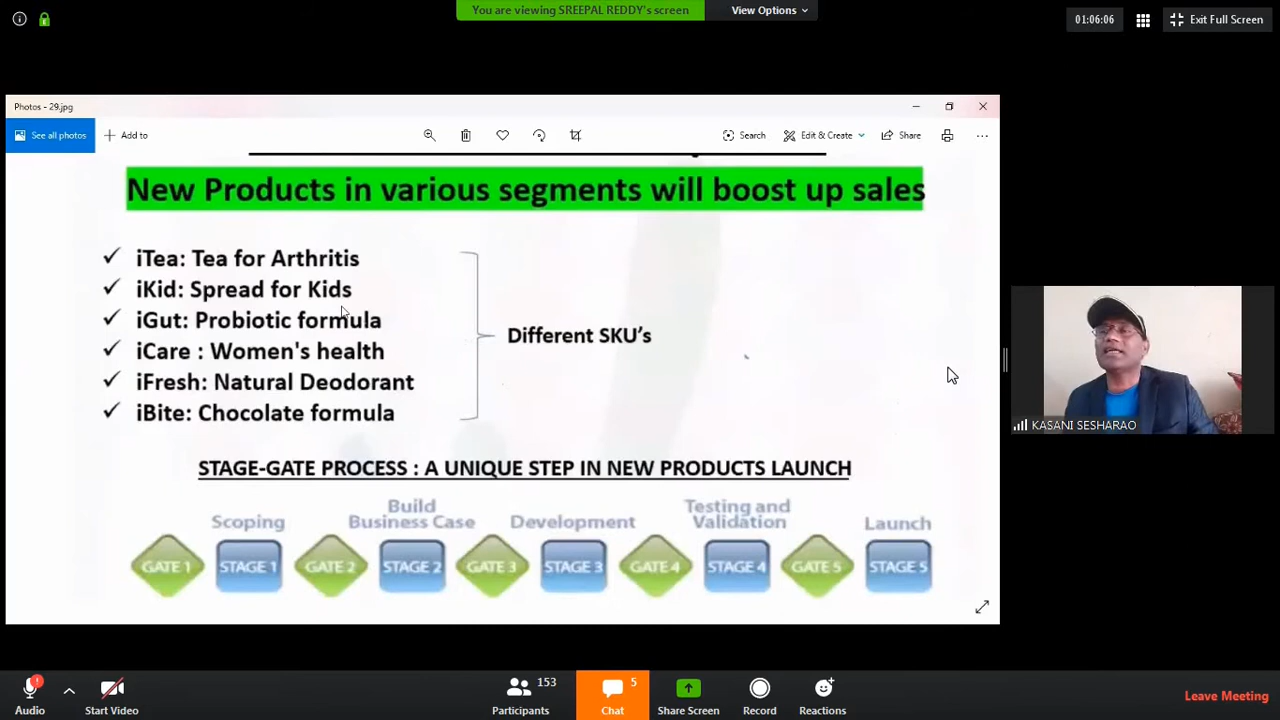 You are viewing SREEPAL REDDY's screen
View Options
01:06:06
Exit Full Screen
Photos - 29.jpg
See all photos
Add to
Search
Edit & Create
Share
New Products in various segments will boost up sales
iTea: Tea for Arthritis
iKid: Spread for Kids
iGut: Probiotic formula
iCare : Women's health
iFresh: Natural Deodorant
iBite: Chocolate formula
Different SKU's
STAGE-GATE PROCESS : A UNIQUE STEP IN NEW PRODUCTS LAUNCH
Scoping
Build
Business Case
Development
Testing and
Validation
Launch
GATE 1
STAGE 1
GATE 2
STAGE 2
GATE 3
STAGE 3
GATE 4
STAGE 4
GATE 5
STAGE 5
KASANI SESHARAO
Audio
Start Video
Participants
153
Chat
5
Share Screen
Record
Reactions
Leave Meeting